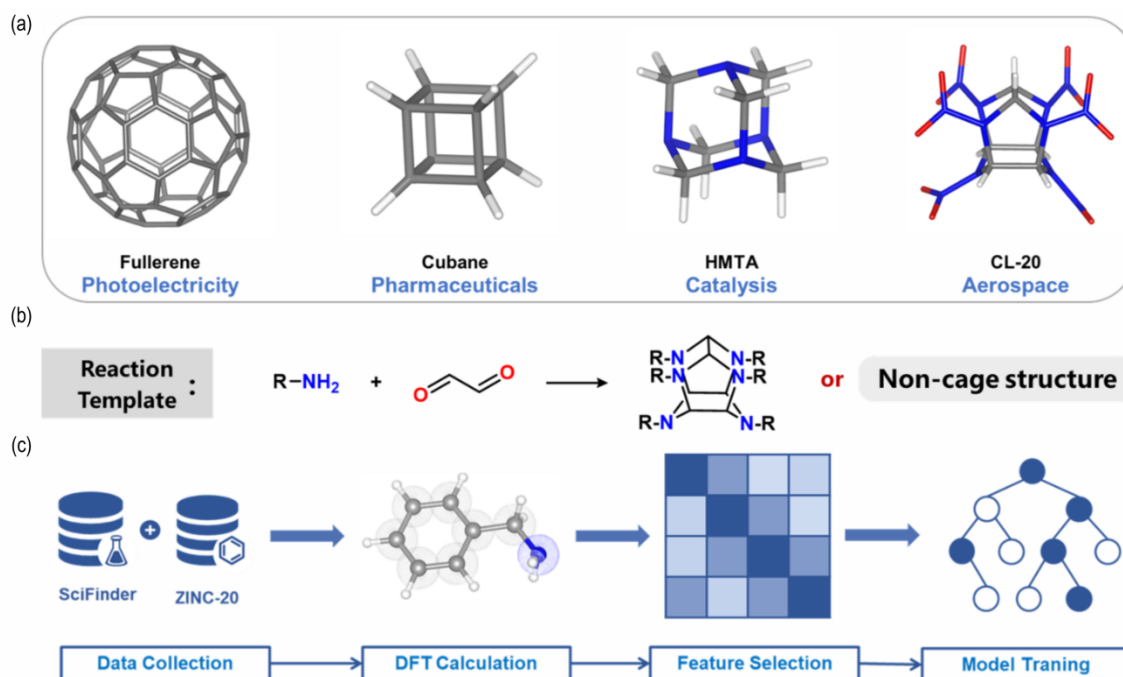 (a)
Fullerene
Photoelectricity
Cubane
Pharmaceuticals
HMTA
Catalysis
CL-20
Aerospace
(b)
Reaction
Template :
R–NH₂ + O O
R-N N-R
R-N N-R
R-N N-R
or
Non-cage structure
(c)
SciFinder
ZINC-20
Data Collection
DFT Calculation
Feature Selection
Model Traning